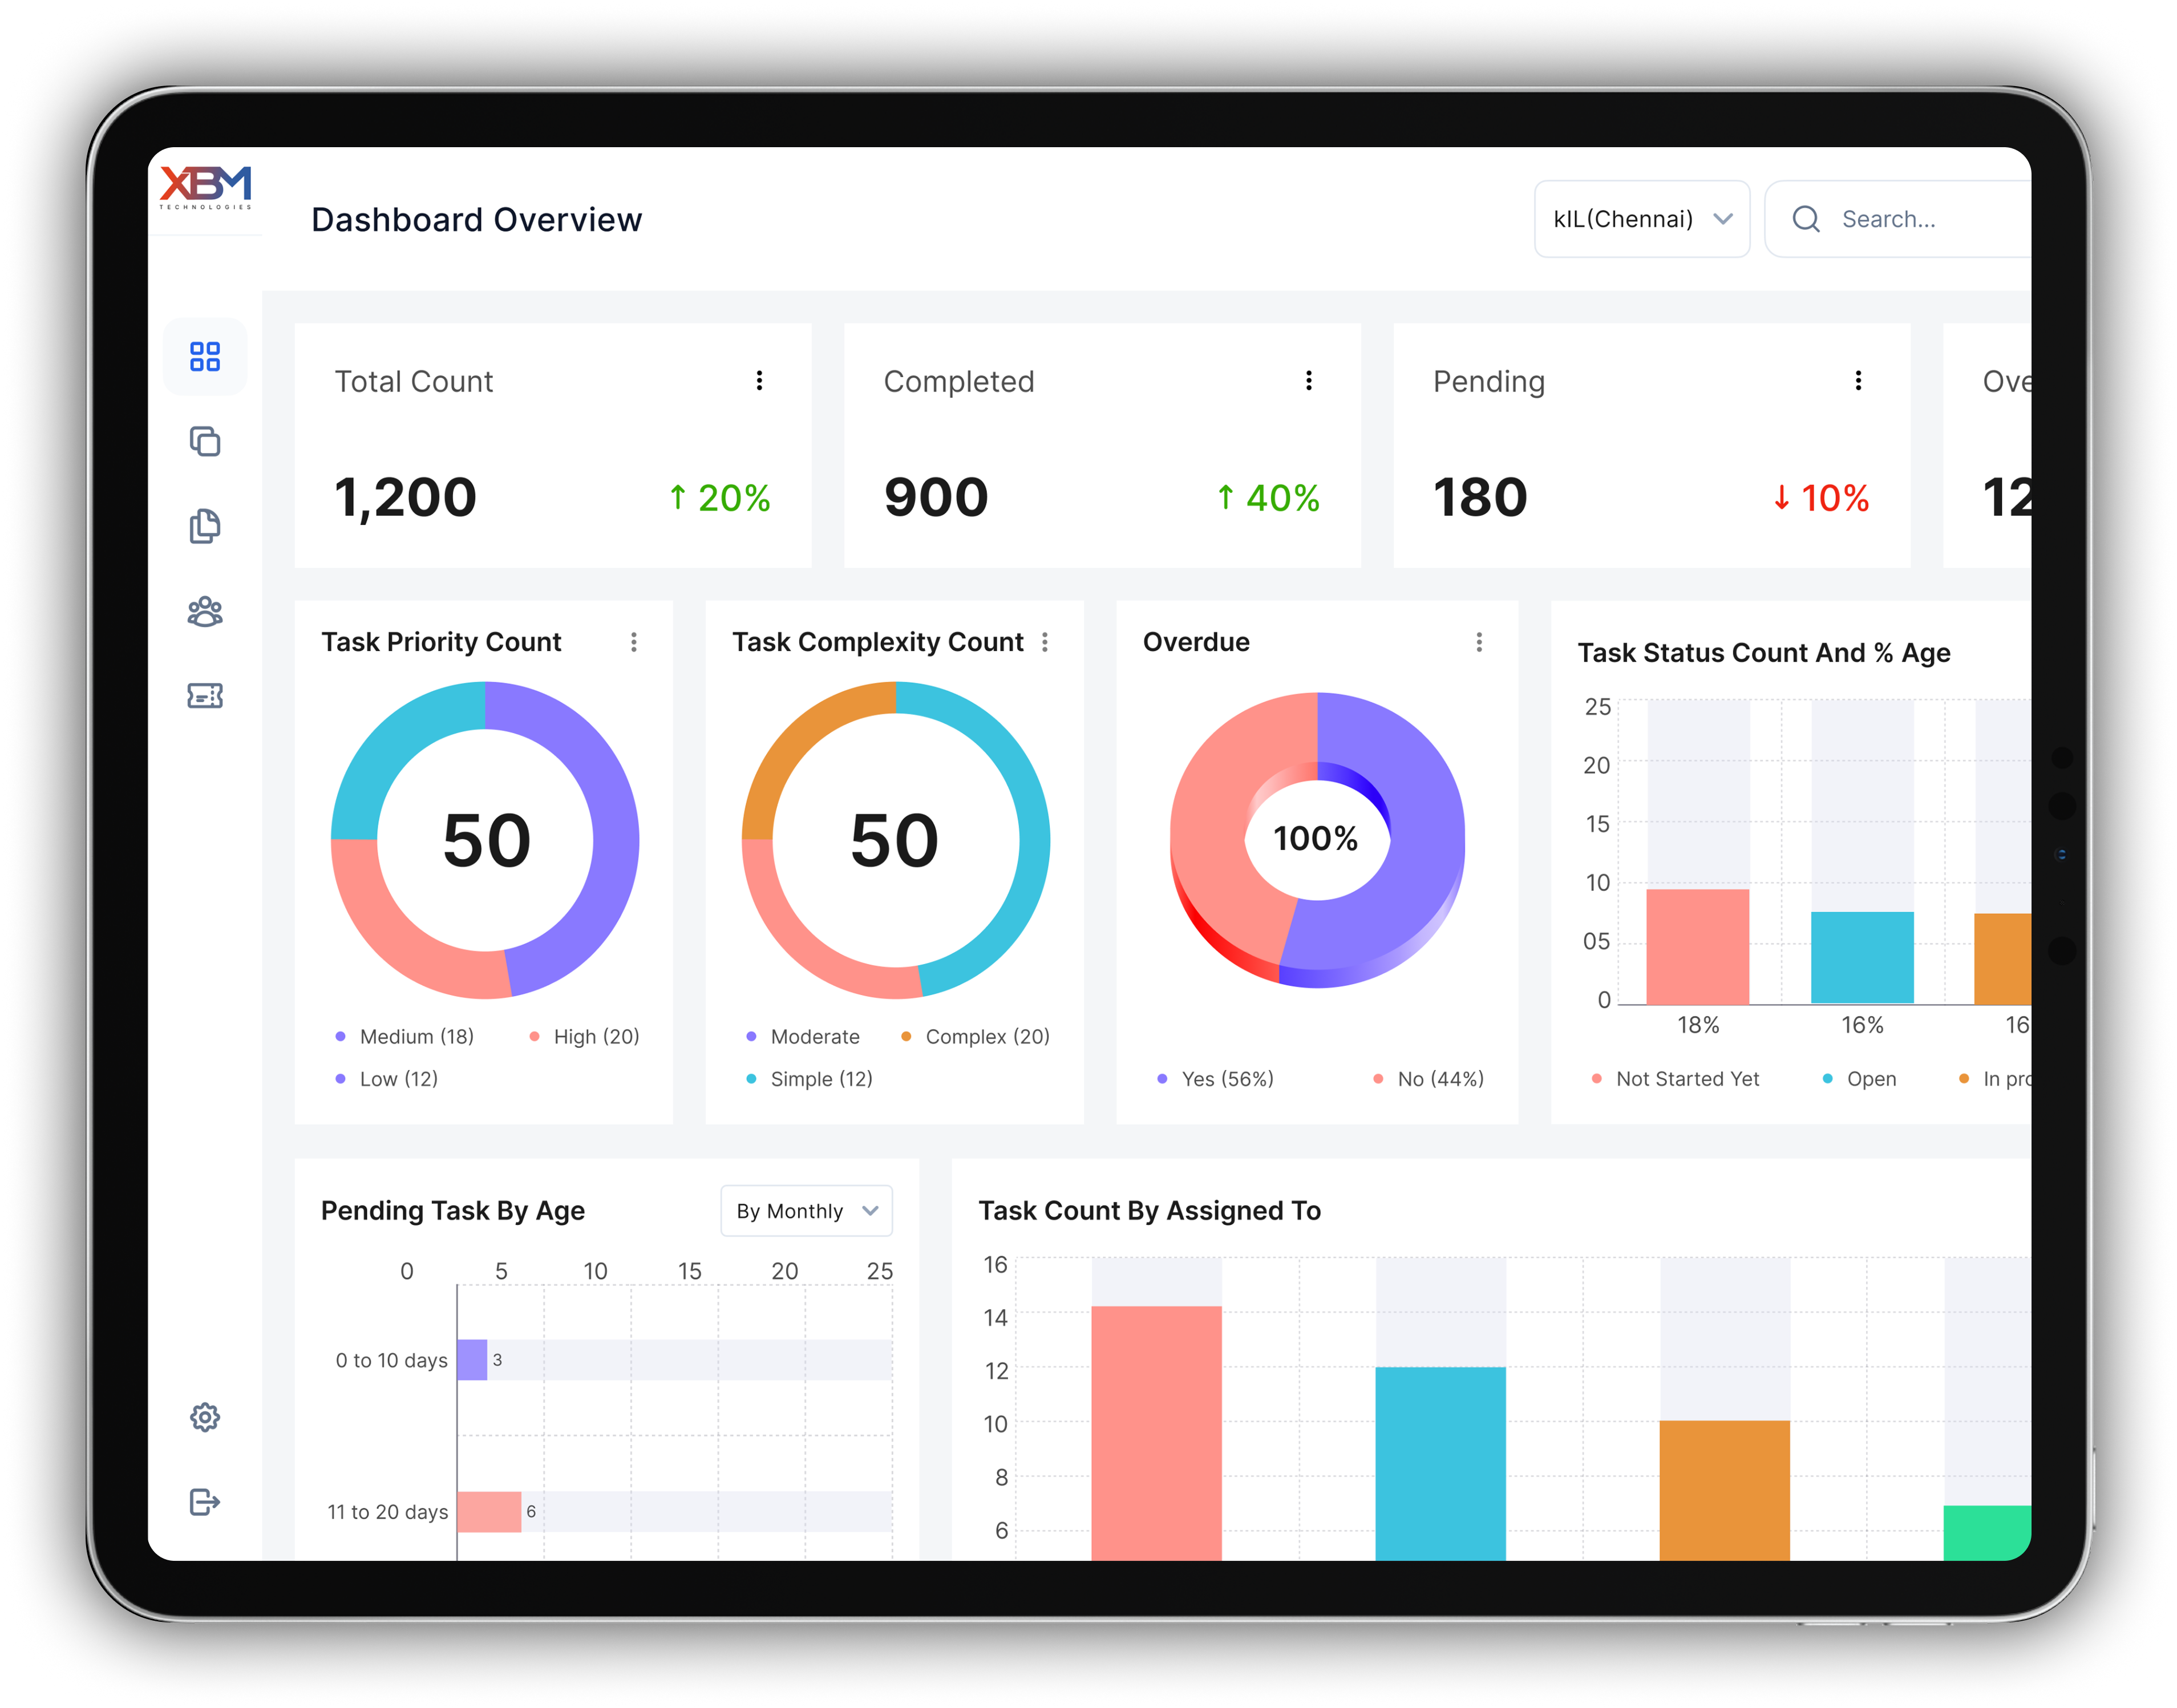 XBM
TECHNOLOGIES
Dashboard Overview
kIL(Chennai)
Search...
Total Count
1,200
↑ 20%
Completed
900
↑ 40%
Pending
180
↓ 10%
Ove
12
Task Priority Count
50
Medium (18)
High (20)
Low (12)
Task Complexity Count
50
Moderate
Complex (20)
Simple (12)
Overdue
100%
Yes (56%)
No (44%)
Task Status Count And % Age
25
20
15
10
05
0
18%
16%
16
Not Started Yet
Open
In pro
Pending Task By Age
By Monthly
0 5 10 15 20 25
0 to 10 days
3
11 to 20 days
6
Task Count By Assigned To
16
14
12
10
8
6